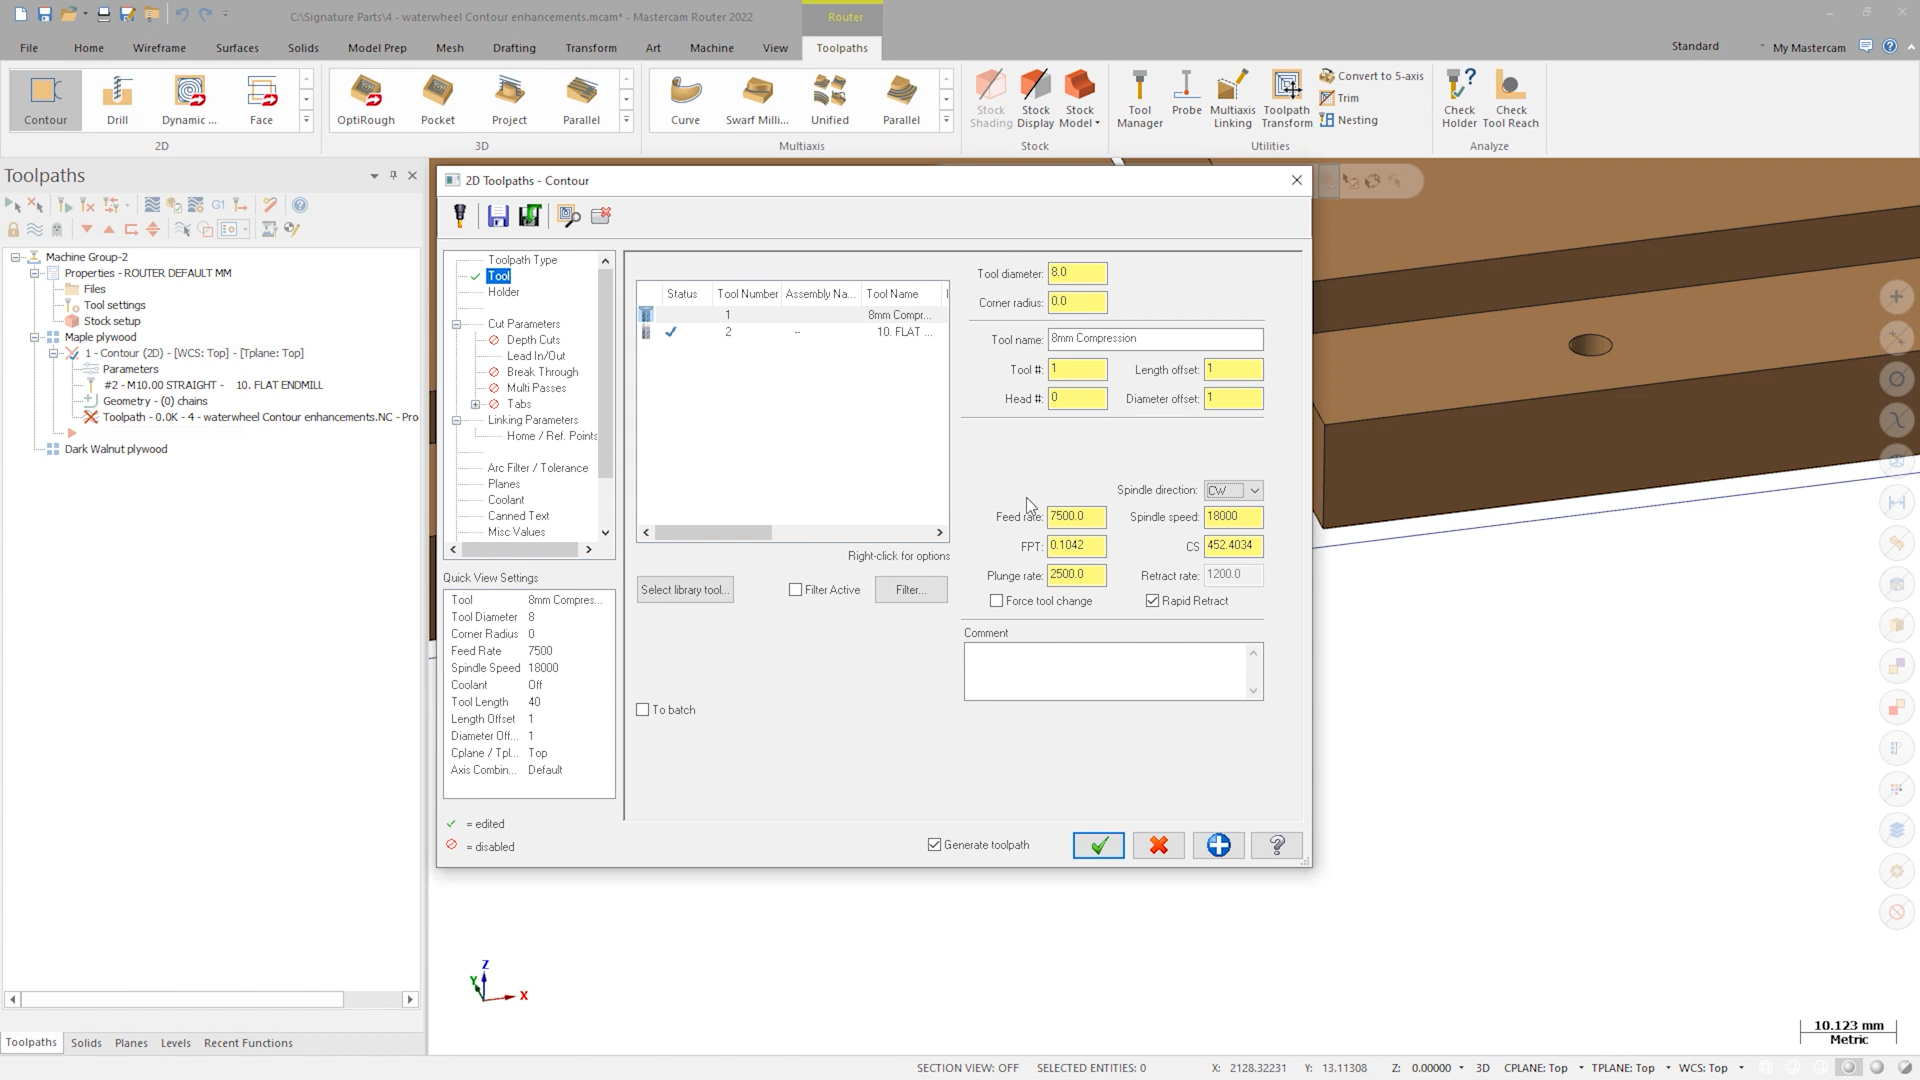 C:\Signature Parts\4 - waterwheel Contour enhancements.mcam* - Mastercam Router 2022
Router
File
Home
Wireframe
Surfaces
Solids
Model Prep
Mesh
Drafting
Transform
Art
Machine
View
Toolpaths
Standard
My Mastercam
Contour
Drill
Dynamic ...
Face
OptiRough
Pocket
Project
Parallel
Curve
Swarf Milli...
Unified
Parallel
Stock Shading
Stock Display
Stock Model
Tool Manager
Probe
Multiaxis Linking
Toolpath Transform
Convert to 5-axis
Trim
Nesting
Check Holder
Check Tool Reach
2D
3D
Multiaxis
Stock
Utilities
Analyze
Toolpaths
G1
Machine Group-2
Properties - ROUTER DEFAULT MM
Files
Tool settings
Stock setup
Maple plywood
1 - Contour (2D) - [WCS: Top] - [Tplane: Top]
Parameters
#2 - M10.00 STRAIGHT - 10. FLAT ENDMILL
Geometry - (0) chains
Toolpath - 0.0K - 4 - waterwheel Contour enhancements.NC - Pro
Dark Walnut plywood
2D Toolpaths - Contour
Toolpath Type
Tool
Holder
Cut Parameters
Depth Cuts
Lead In/Out
Break Through
Multi Passes
Tabs
Linking Parameters
Home / Ref. Points
Arc Filter / Tolerance
Planes
Coolant
Canned Text
Misc Values
Quick View Settings
Tool 8mm Compres...
Tool Diameter 8
Corner Radius 0
Feed Rate 7500
Spindle Speed 18000
Coolant Off
Tool Length 40
Length Offset 1
Diameter Off... 1
Cplane / Tpl... Top
Axis Combin... Default
= edited
= disabled
Status Tool Number Assembly Na... Tool Name
1 8mm Compr...
2 -- 10. FLAT ...
Right-click for options
Select library tool...
Filter Active
Filter...
To batch
Tool diameter: 8.0
Corner radius: 0.0
Tool name: 8mm Compression
Tool #: 1 Length offset: 1
Head #: 0 Diameter offset: 1
Spindle direction: CW
Feed rate: 7500.0 Spindle speed: 18000
FPT: 0.1042 CS 452.4034
Plunge rate: 2500.0 Retract rate: 1200.0
Force tool change Rapid Retract
Comment
Generate toolpath
Z
Y
X
10.123 mm
Metric
Toolpaths
Solids
Planes
Levels
Recent Functions
SECTION VIEW: OFF SELECTED ENTITIES: 0 X: 2128.32231 Y: 13.11308 Z: 0.00000 3D CPLANE: Top TPLANE: Top WCS: Top